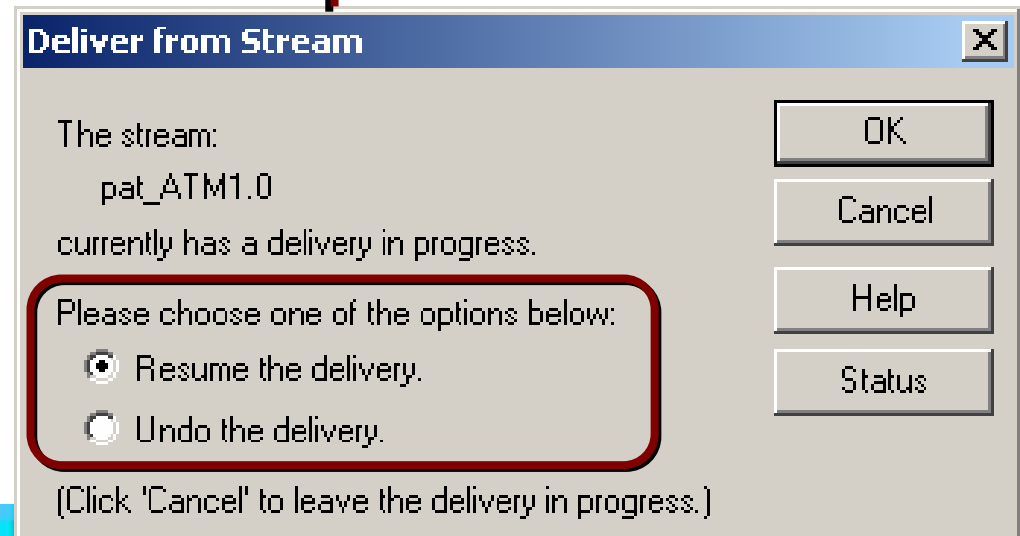 Deliver from Stream
The stream:
pat_ATM1.0
currently has a delivery in progress.
Please choose one of the options below:
Resume the delivery.
Undo the delivery.
(Click 'Cancel' to leave the delivery in progress.)
OK
Cancel
Help
Status